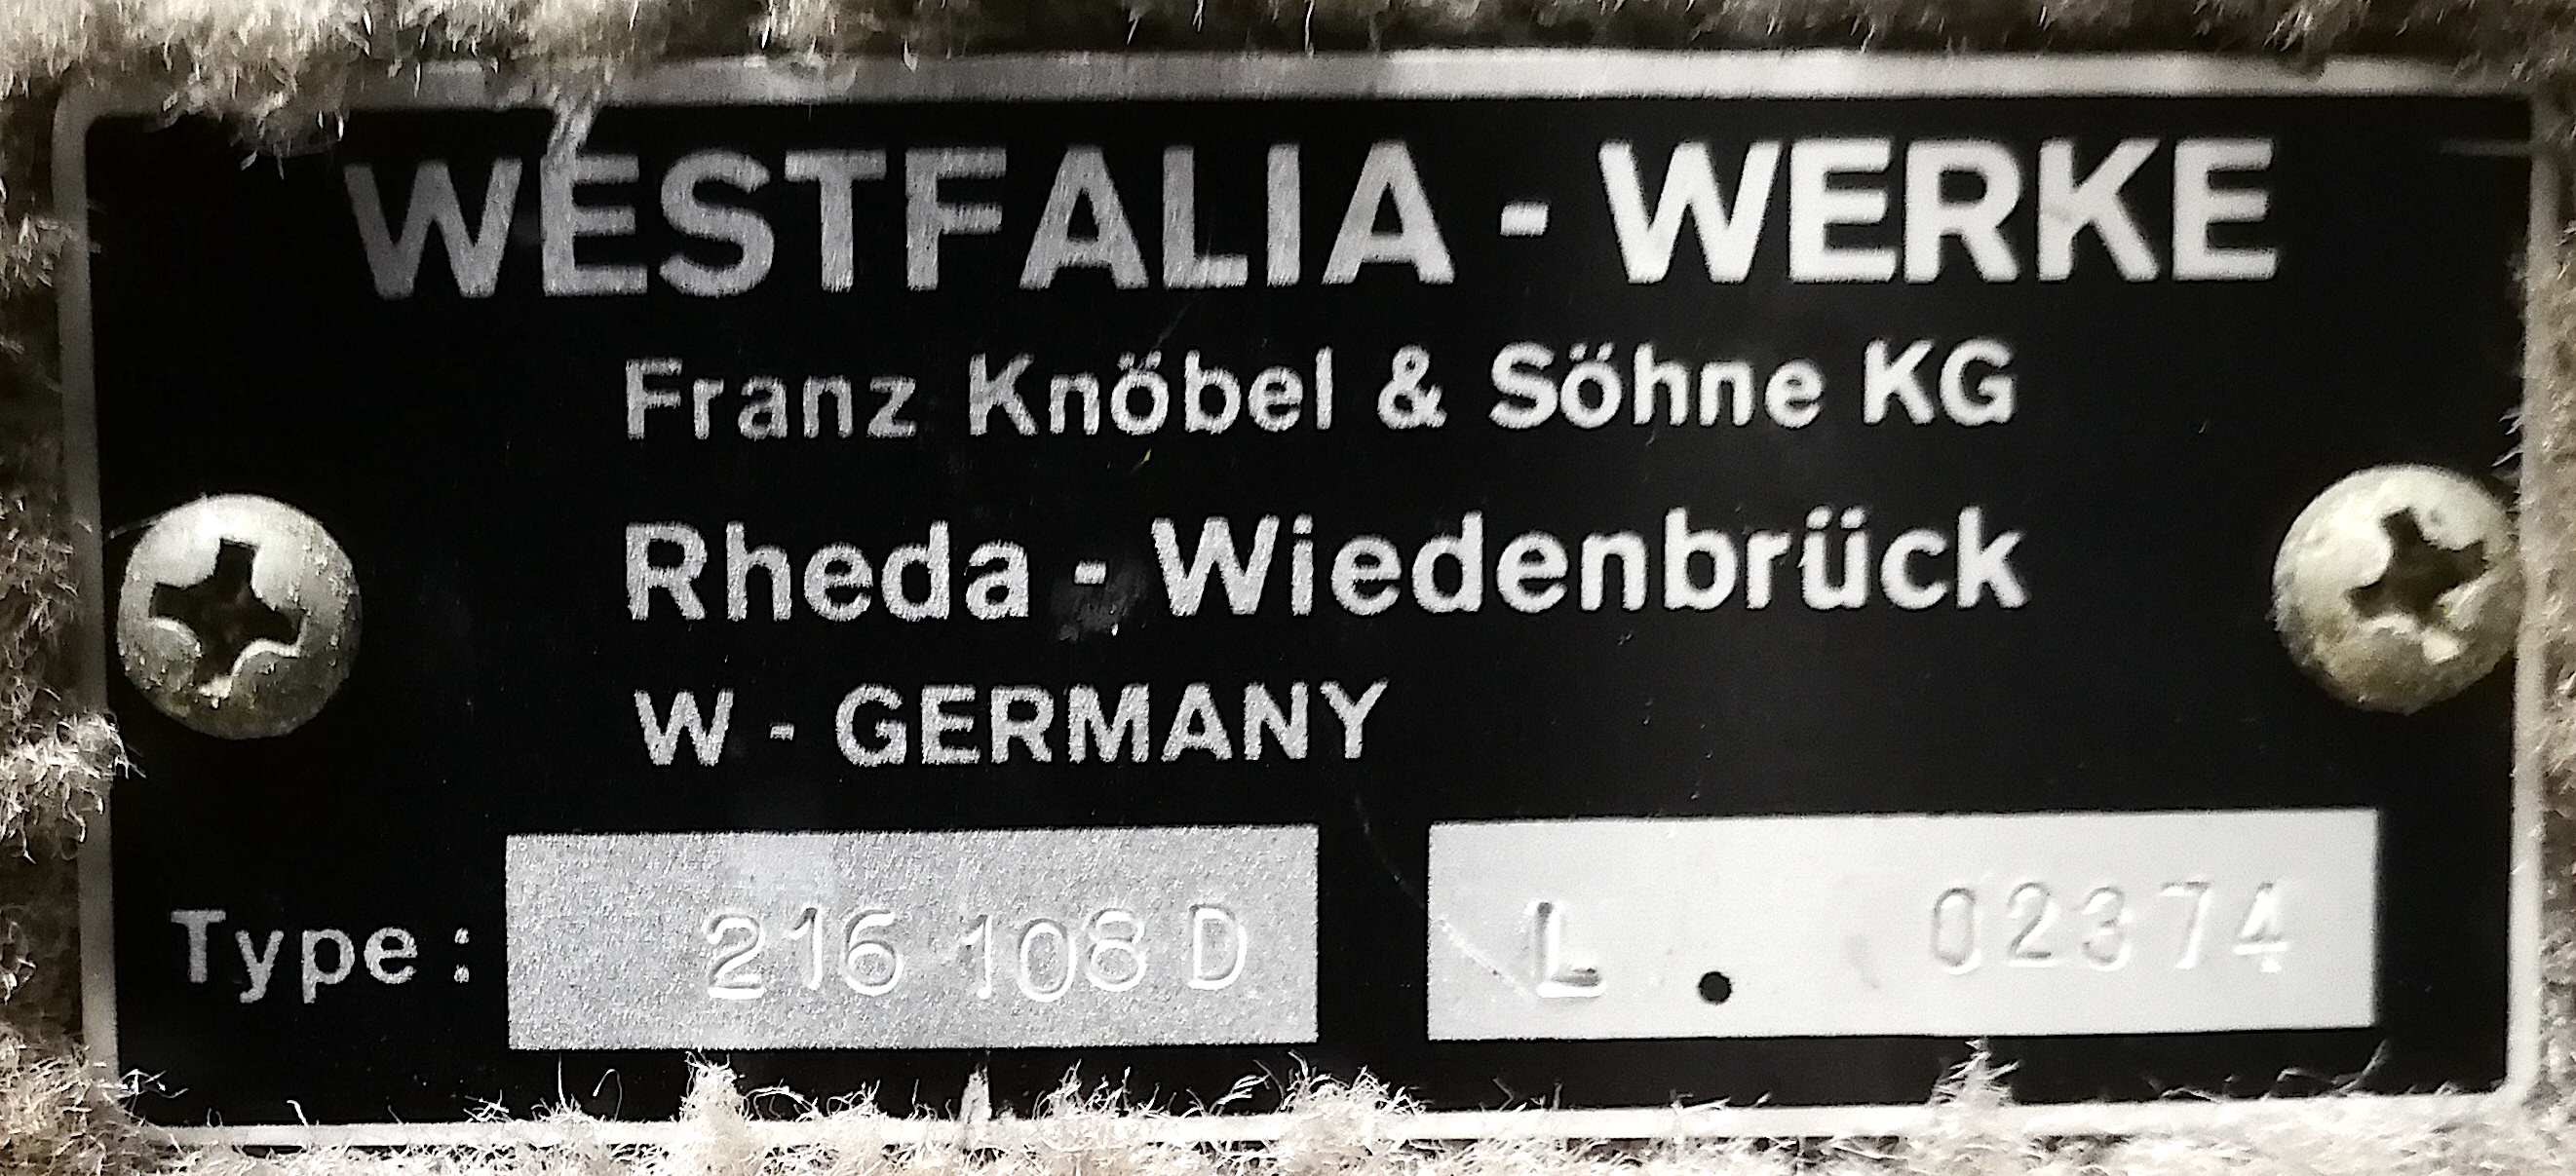 WESTFALIA - WERKE
Franz Knöbel & Söhne KG
Rheda - Wiedenbrück
W - GERMANY
Type: 216 108 D L . 02374